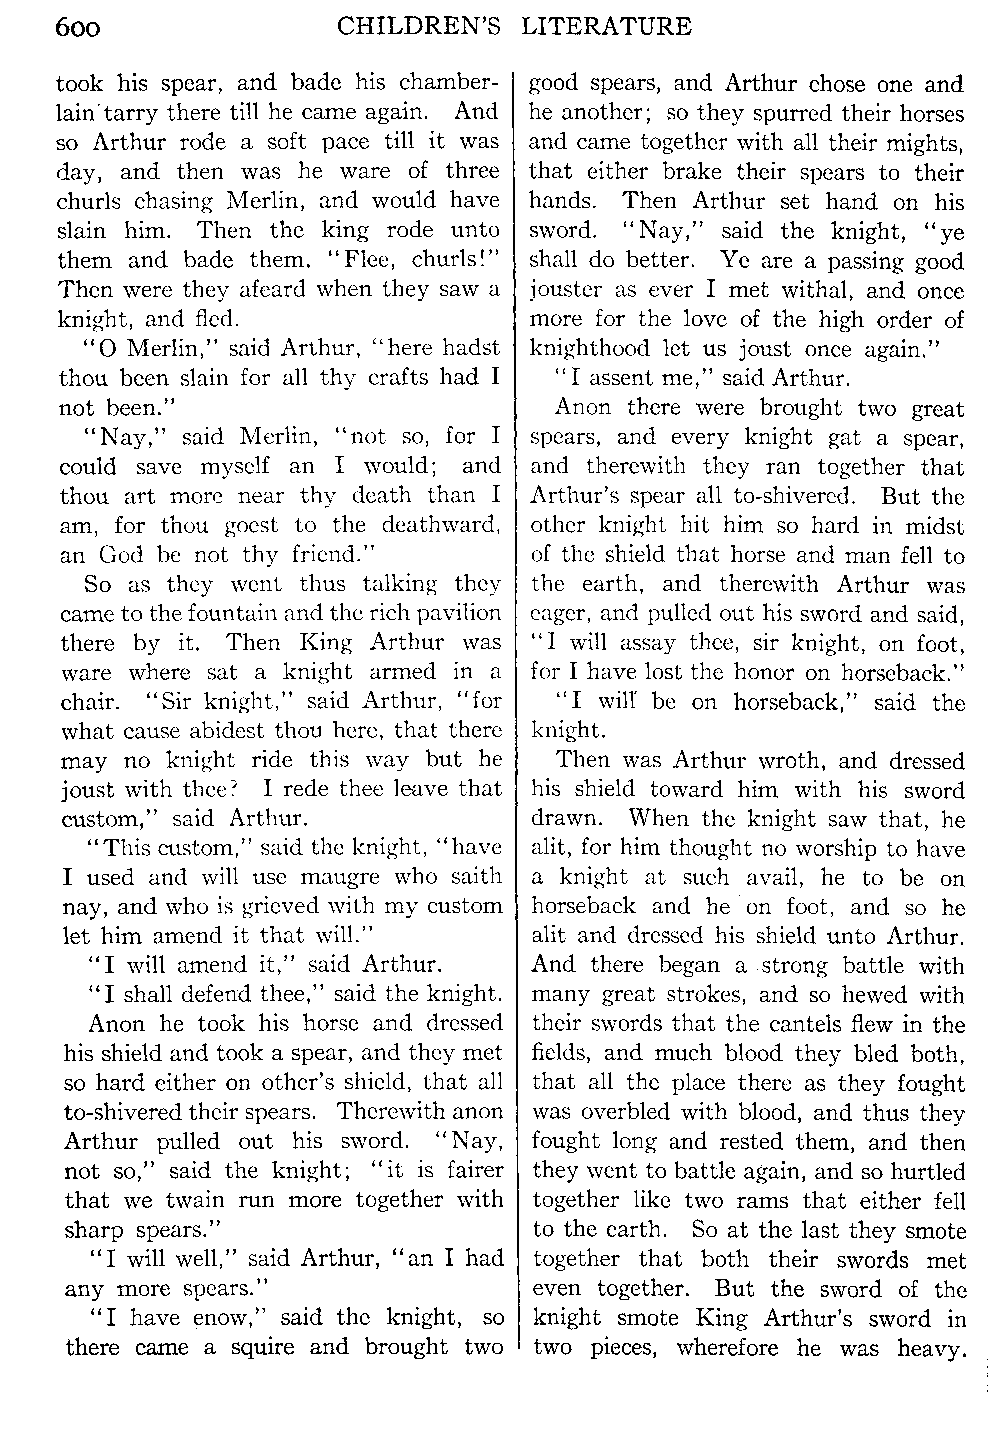 600 CHILDREN'S LITERATURE
took his spear, and bade his chamber-
lain tarry there till he came again. And
so Arthur rode a soft pace till it was
day, and then was he ware of three
churls chasing Merlin, and would have
slain him. Then the king rode unto
them and bade them, "Flee, churls!"
Then were they afeard when they saw a
knight, and fled.
"O Merlin," said Arthur, "here hadst
thou been slain for all thy crafts had I
not been."
"Nay," said Merlin, "not so, for I
could save myself an I would; and
thou art more near thy death than I
am, for thou goest to the deathward,
an God be not thy friend."
So as they went thus talking they
came to the fountain and the rich pavilion
there by it. Then King Arthur was
ware where sat a knight armed in a
chair. "Sir knight," said Arthur, "for
what cause abidest thou here, that there
may no knight ride this way but he
joust with thee? I rede thee leave that
custom," said Arthur.
"This custom," said the knight, "have
I used and will use maugre who saith
nay, and who is grieved with my custom
let him amend it that will."
"I will amend it," said Arthur.
"I shall defend thee," said the knight.
Anon he took his horse and dressed
his shield and took a spear, and they met
so hard either on other's shield, that all
to-shivered their spears. Therewith anon
Arthur pulled out his sword. "Nay,
not so," said the knight; "it is fairer
that we twain run more together with
sharp spears."
"I will well," said Arthur, "an I had
any more spears."
"I have enow," said the knight, so
there came a squire and brought two
good spears, and Arthur chose one and
he another; so they spurred their horses
and came together with all their mights,
that either brake their spears to their
hands. Then Arthur set hand on his
sword. "Nay," said the knight, "ye
shall do better. Ye are a passing good
jouster as ever I met withal, and once
more for the love of the high order of
knighthood let us joust once again."
"I assent me," said Arthur.
Anon there were brought two great
spears, and every knight gat a spear,
and therewith they ran together that
Arthur's spear all to-shivered. But the
other knight hit him so hard in midst
of the shield that horse and man fell to
the earth, and therewith Arthur was
eager, and pulled out his sword and said,
"I will assay thee, sir knight, on foot,
for I have lost the honor on horseback."
"I will be on horseback," said the
knight.
Then was Arthur wroth, and dressed
his shield toward him with his sword
drawn. When the knight saw that, he
alit, for him thought no worship to have
a knight at such avail, he to be on
horseback and he on foot, and so he
alit and dressed his shield unto Arthur.
And there began a strong battle with
many great strokes, and so hewed with
their swords that the cantels flew in the
fields, and much blood they bled both,
that all the place there as they fought
was overbled with blood, and thus they
fought long and rested them, and then
they went to battle again, and so hurtled
together like two rams that either fell
to the earth. So at the last they smote
together that both their swords met
even together. But the sword of the
knight smote King Arthur's sword in
two pieces, wherefore he was heavy.